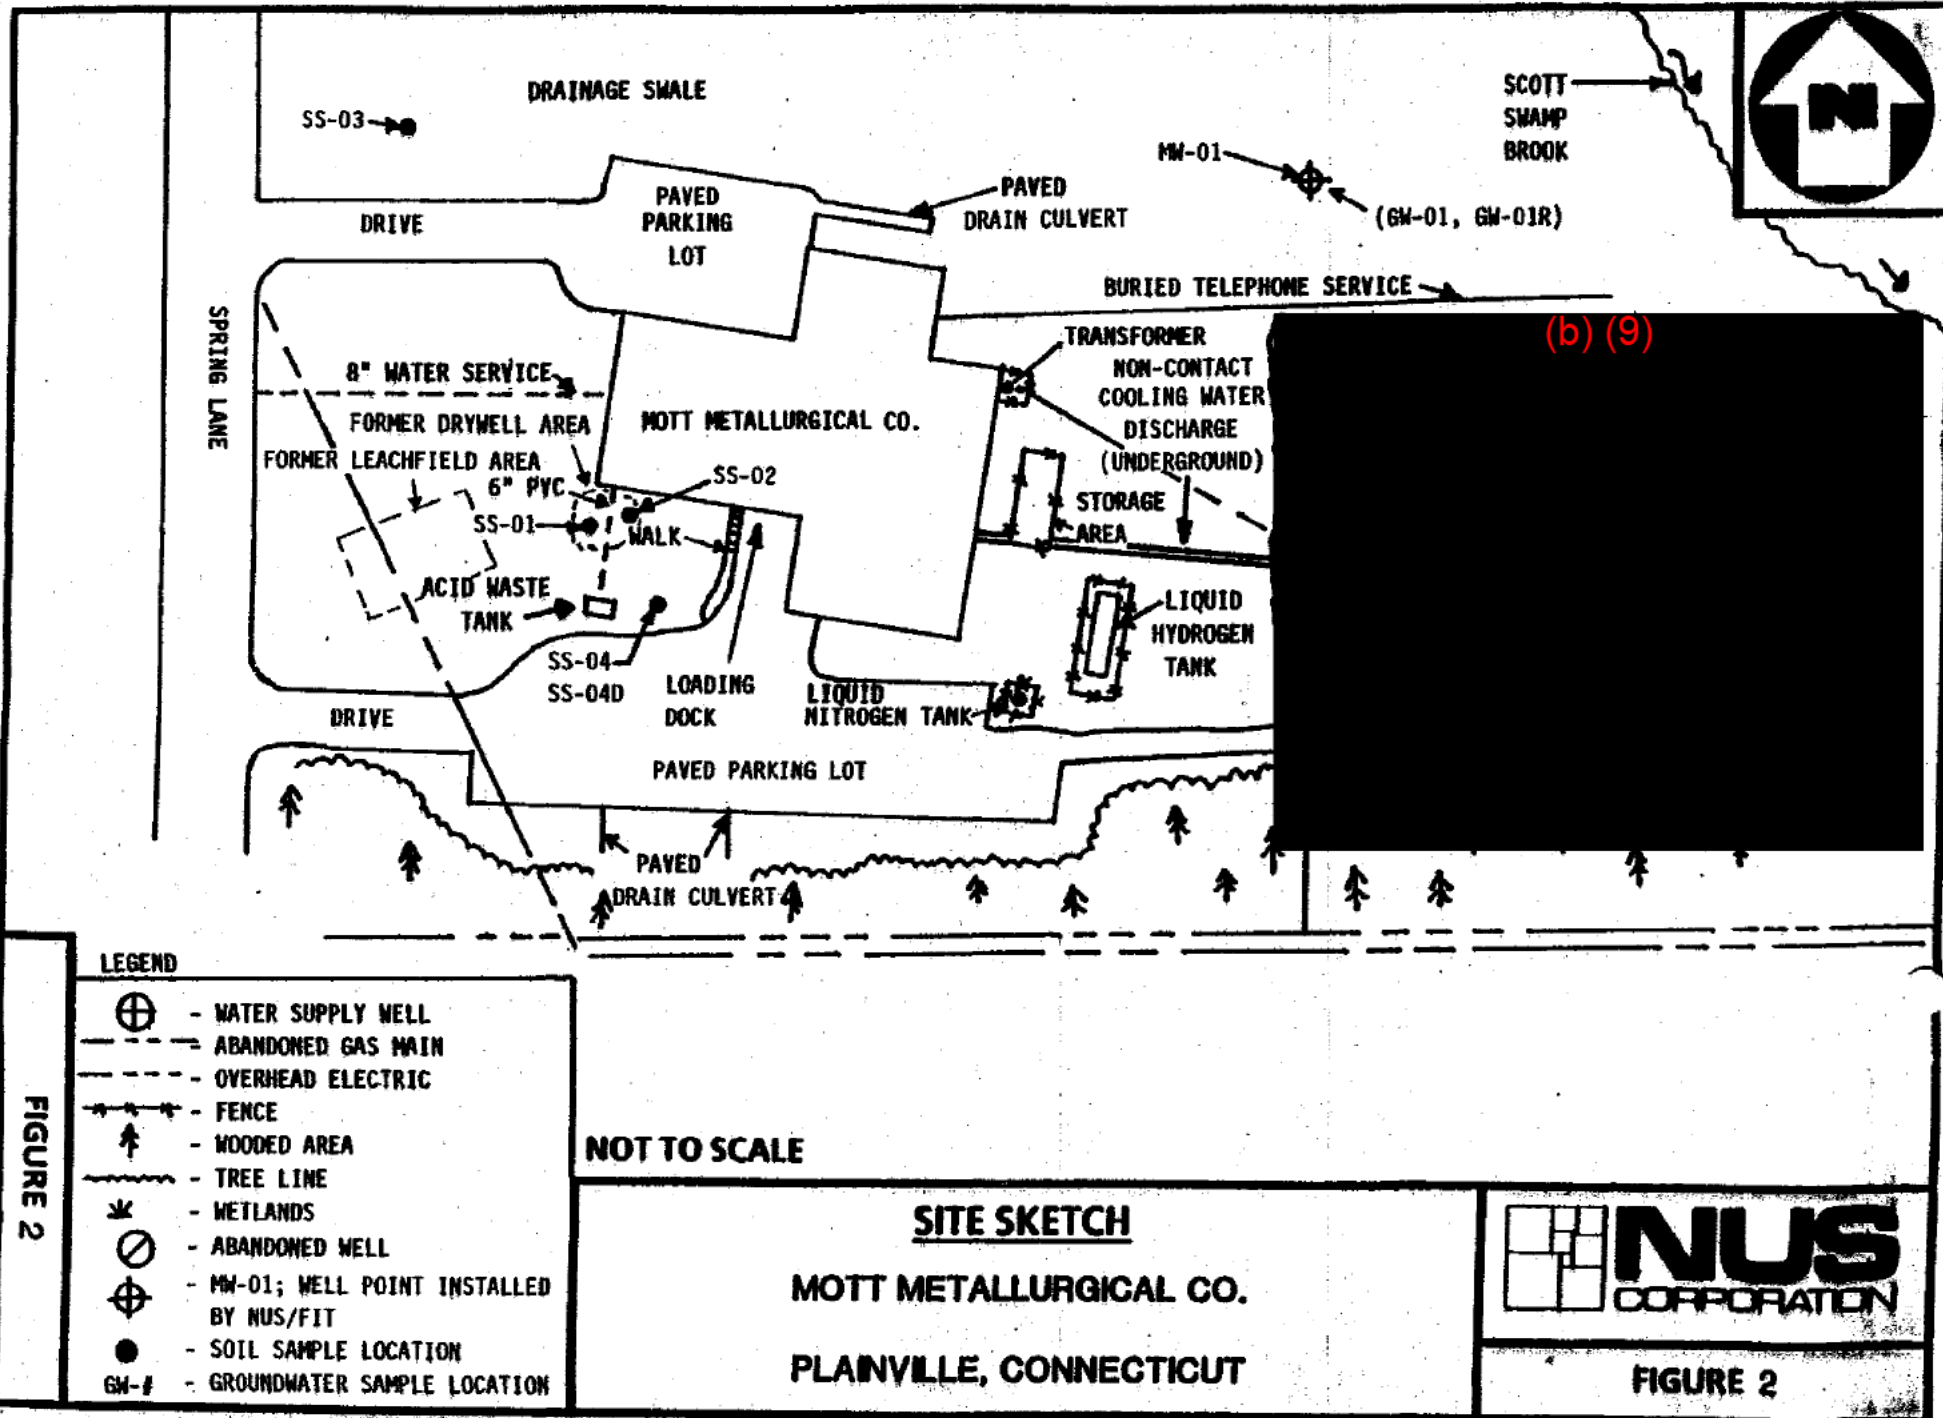 DRAINAGE SWALE
SCOTT
SWAMP
BROOK
N
SS-03
MW-01
(GW-01, GW-01R)
PAVED
PARKING
LOT
PAVED
DRAIN CULVERT
DRIVE
BURIED TELEPHONE SERVICE
(b) (9)
SPRING LANE
TRANSFORMER
NON-CONTACT
COOLING WATER
DISCHARGE
(UNDERGROUND)
8" WATER SERVICE
FORMER DRYWELL AREA
MOTT METALLURGICAL CO.
FORMER LEACHFIELD AREA
6" PVC
SS-02
SS-01
WALK
STORAGE
AREA
ACID WASTE
TANK
LIQUID
HYDROGEN
TANK
SS-04
SS-04D
LOADING
DOCK
LIQUID
NITROGEN TANK
DRIVE
PAVED PARKING LOT
PAVED
DRAIN CULVERT
LEGEND
- WATER SUPPLY WELL
- ABANDONED GAS MAIN
- OVERHEAD ELECTRIC
- FENCE
- WOODED AREA
- TREE LINE
- WETLANDS
- ABANDONED WELL
- MW-01; WELL POINT INSTALLED
BY NUS/FIT
- SOIL SAMPLE LOCATION
GW-# - GROUNDWATER SAMPLE LOCATION
FIGURE 2
NOT TO SCALE
SITE SKETCH
MOTT METALLURGICAL CO.
PLAINVILLE, CONNECTICUT
NUS
CORPORATION
FIGURE 2